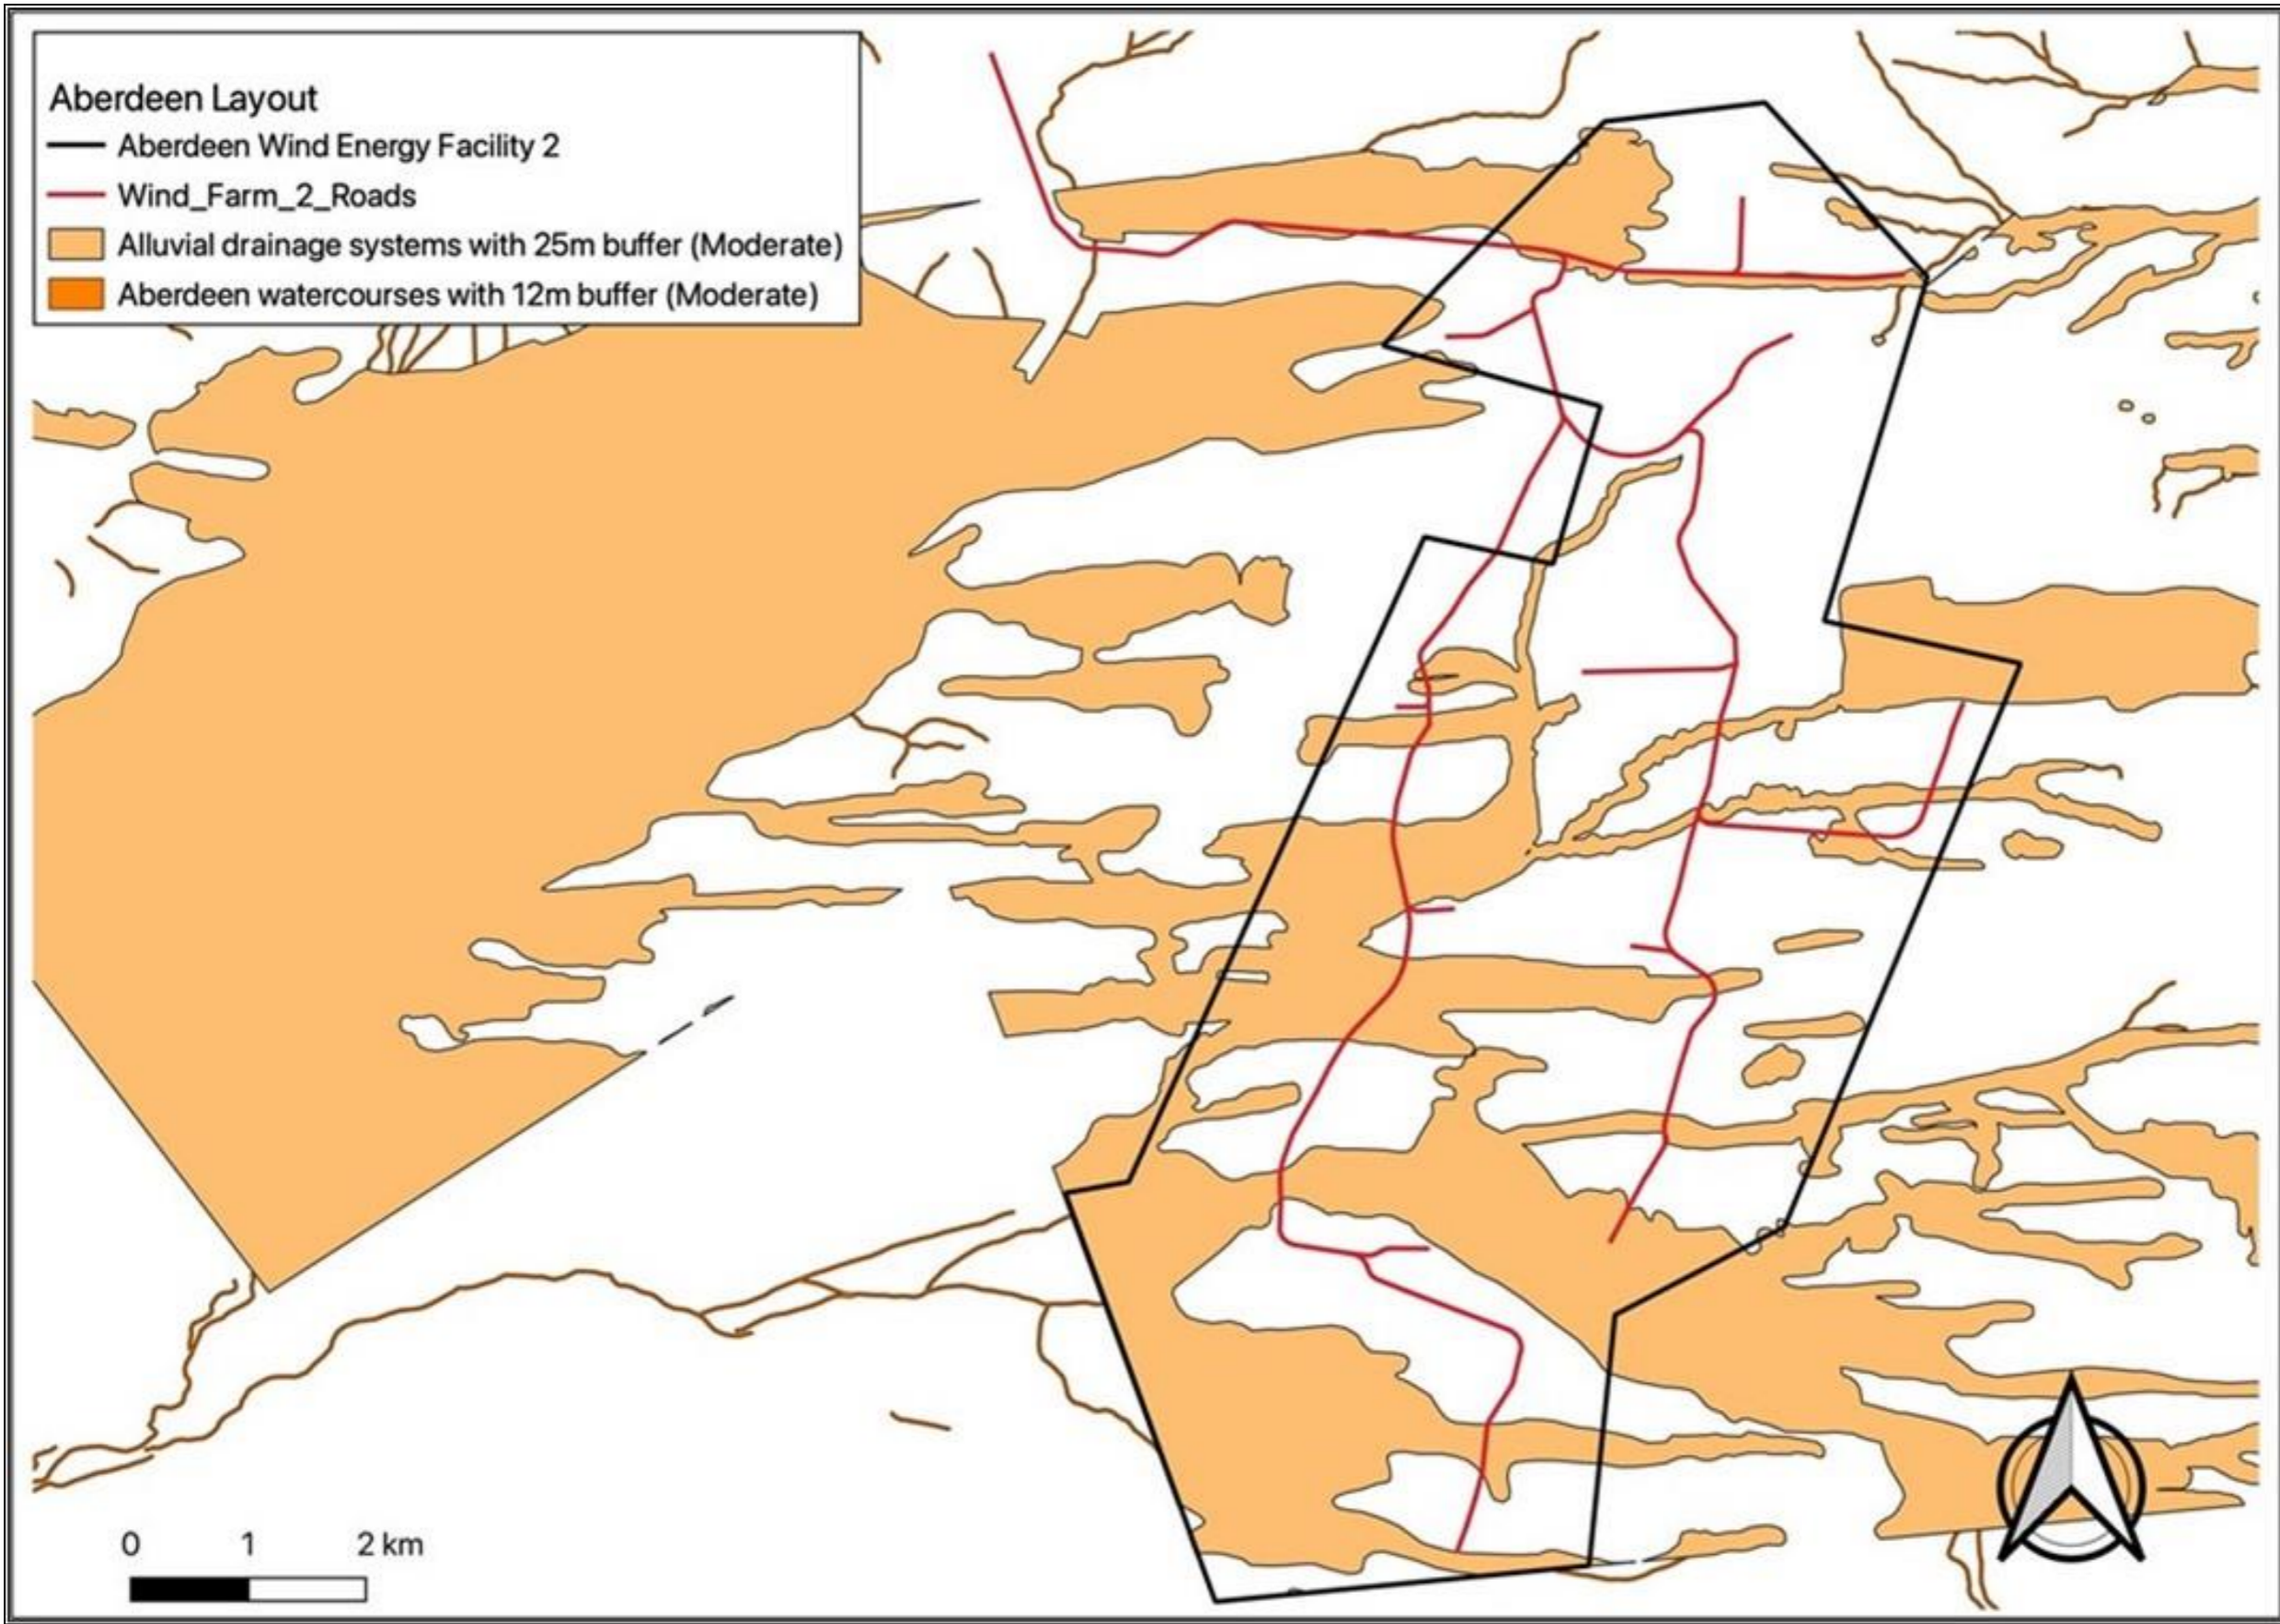 Aberdeen Layout
Aberdeen Wind Energy Facility 2
Wind_Farm_2_Roads
Alluvial drainage systems with 25m buffer (Moderate)
Aberdeen watercourses with 12m buffer (Moderate)
0 1 2 km